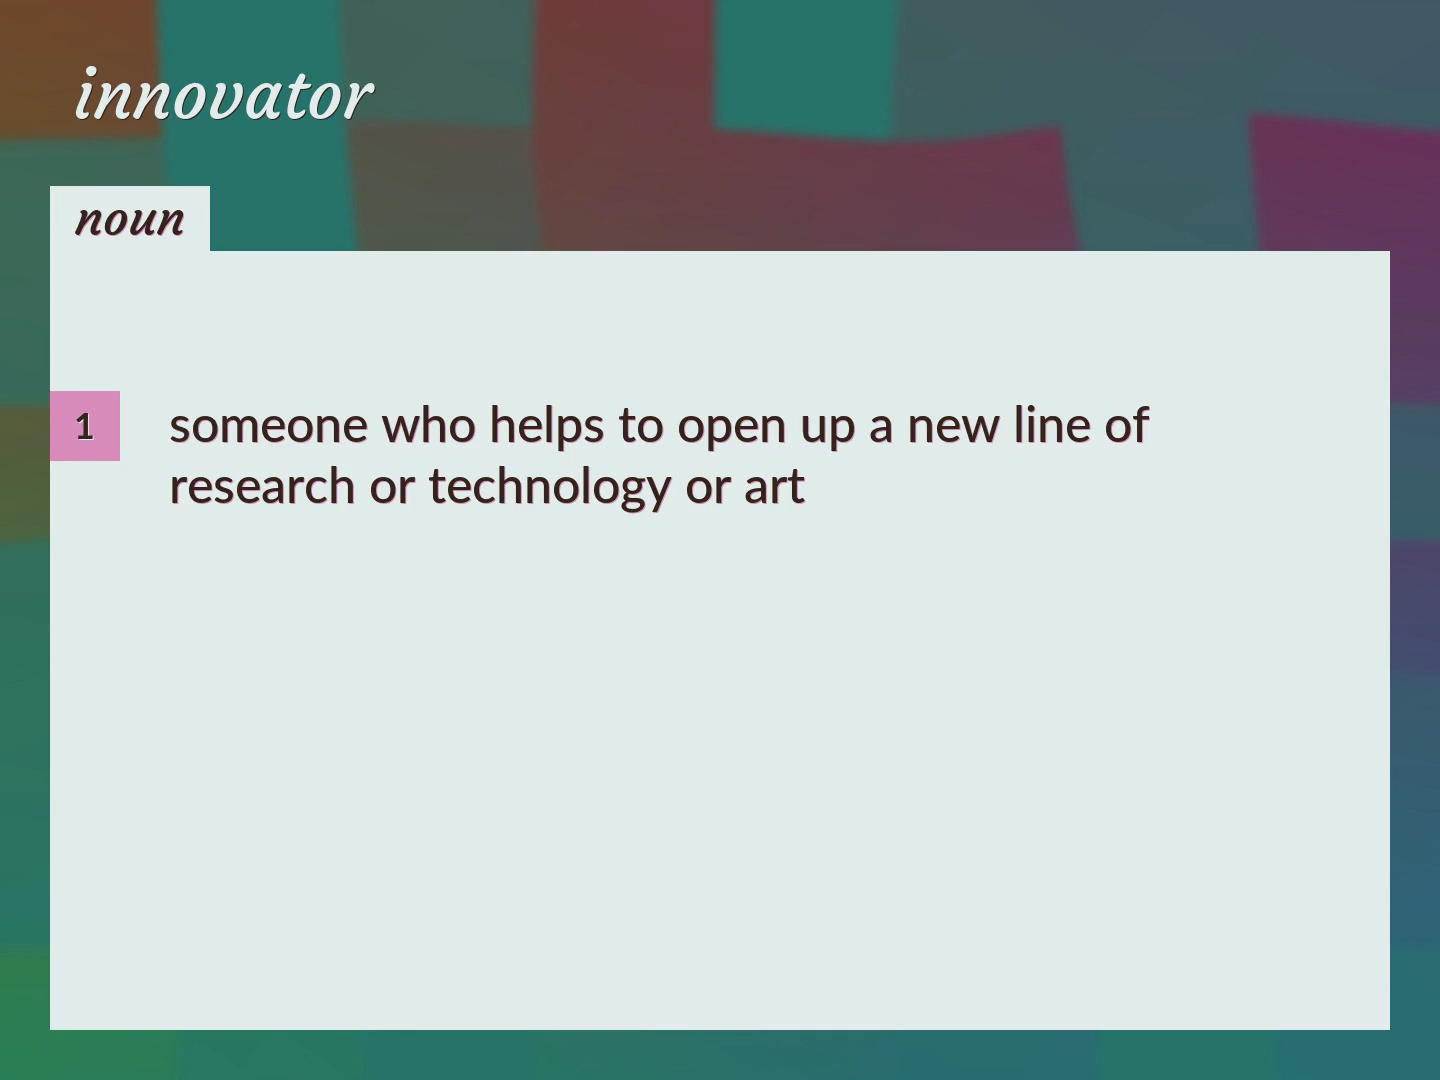 innovator
noun
1
someone who helps to open up a new line of
research or technology or art